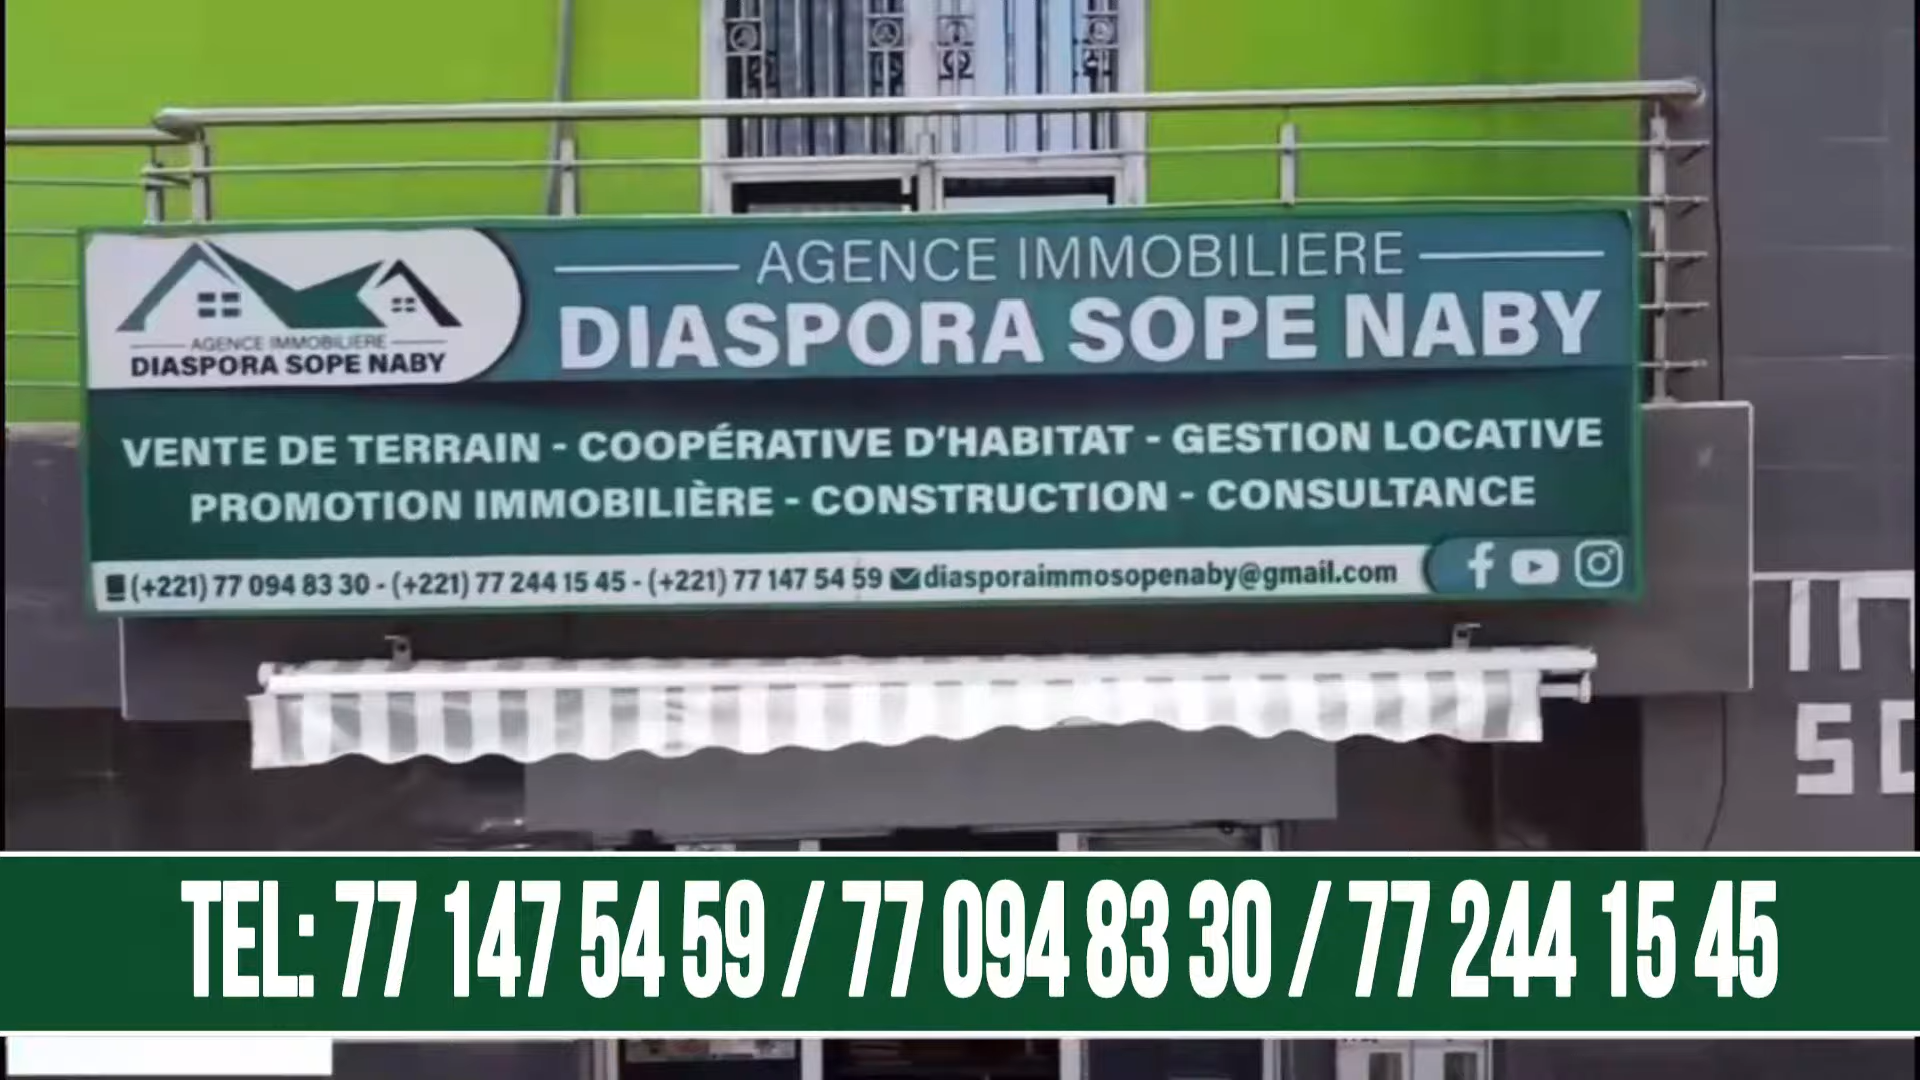 AGENCE IMMOBILIERE
DIASPORA SOPE NABY
AGENCE IMMOBILIERE
DIASPORA SOPE NABY
VENTE DE TERRAIN - COOPÉRATIVE D'HABITAT - GESTION LOCATIVE
PROMOTION IMMOBILIÈRE - CONSTRUCTION - CONSULTANCE
(+221) 77 094 83 30 - (+221) 77 244 15 45 - (+221) 77 147 54 59 diasporaimmosopenaby@gmail.com
TEL: 77 147 54 59 / 77 094 83 30 / 77 244 15 45